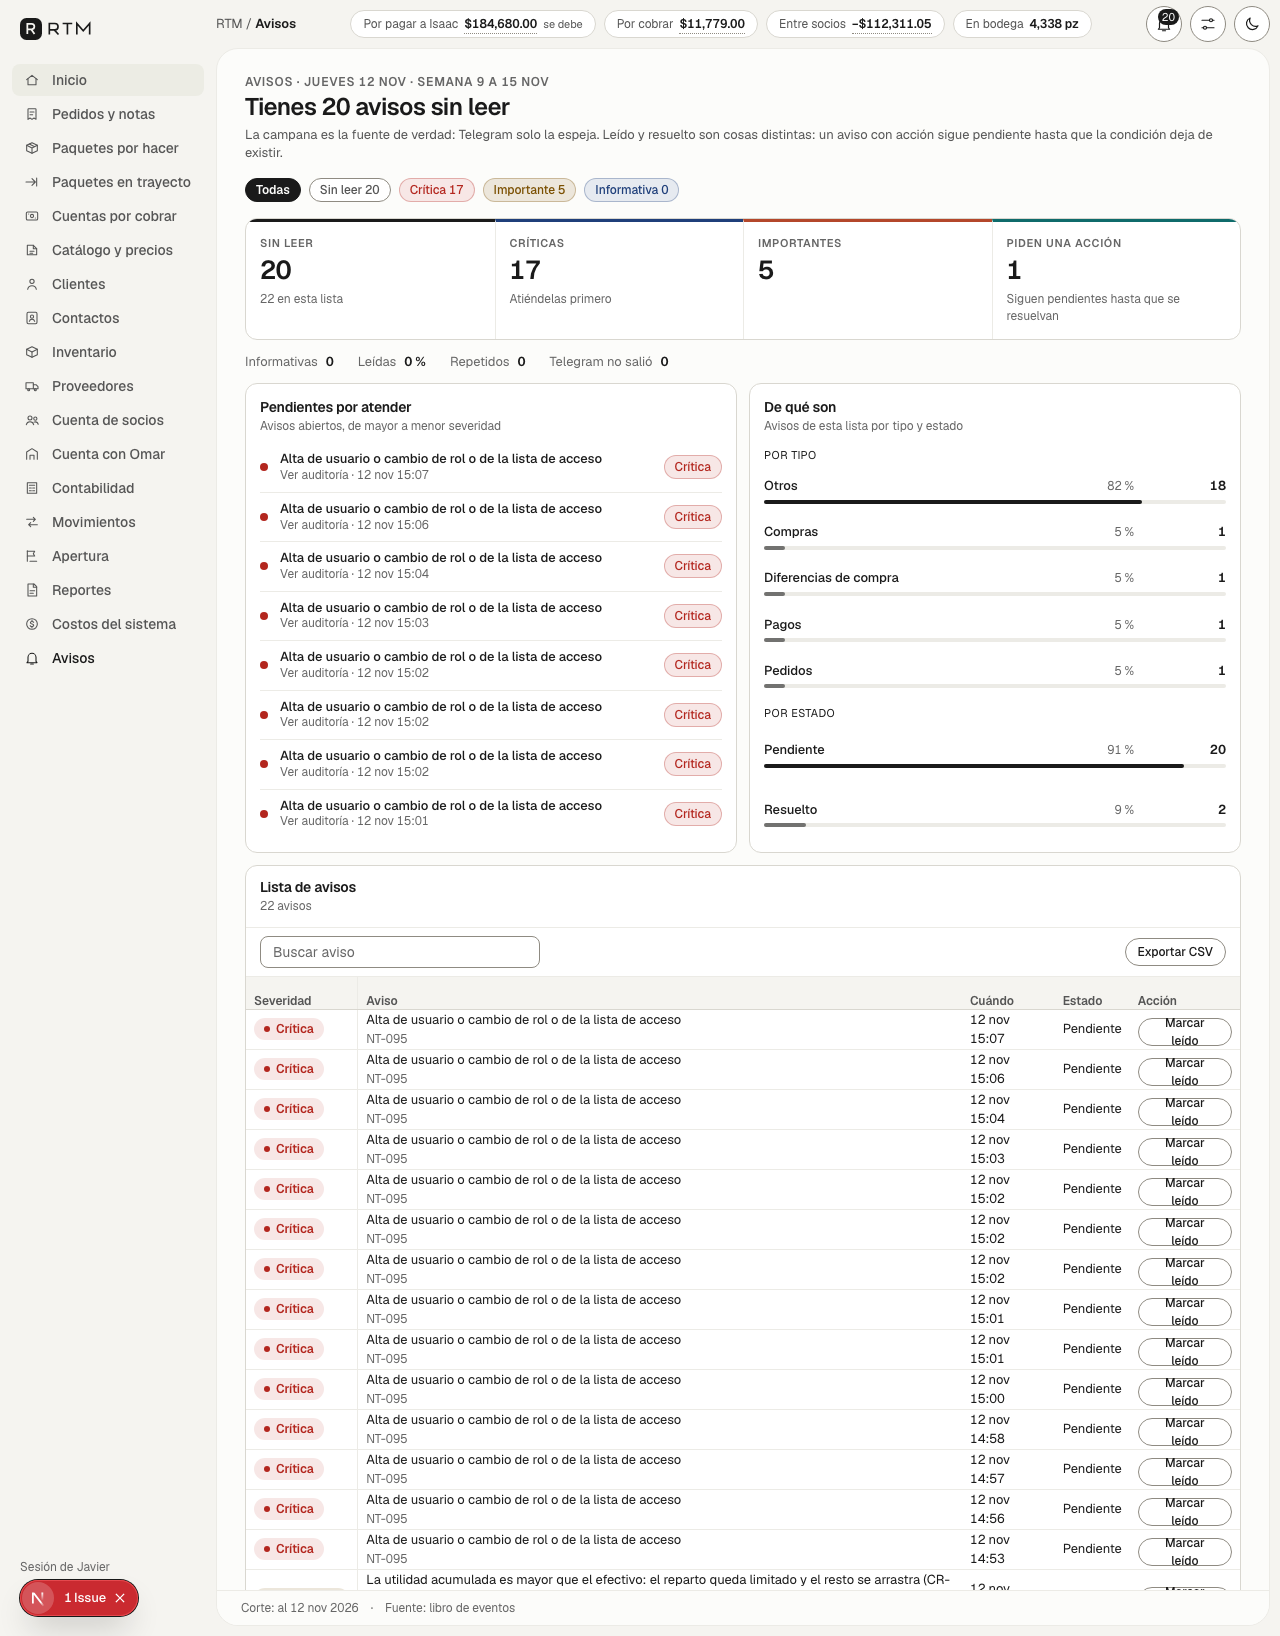 R RTM
Inicio
Pedidos y notas
Paquetes por hacer
Paquetes en trayecto
Cuentas por cobrar
Catálogo y precios
Clientes
Contactos
Inventario
Proveedores
Cuenta de socios
Cuenta con Omar
Contabilidad
Movimientos
Apertura
Reportes
Costos del sistema
Avisos
Sesión de Javier
N 1 Issue
RTM / Avisos
Por pagar a Isaac $184,680.00 se debe
Por cobrar $11,779.00
Entre socios −$112,311.05
En bodega 4,338 pz
20
AVISOS · JUEVES 12 NOV · SEMANA 9 A 15 NOV
Tienes 20 avisos sin leer
La campana es la fuente de verdad: Telegram solo la espeja. Leído y resuelto son cosas distintas: un aviso con acción sigue pendiente hasta que la condición deja de
existir.
Todas
Sin leer 20
Crítica 17
Importante 5
Informativa 0
SIN LEER
20
22 en esta lista
CRÍTICAS
17
Atiéndelas primero
IMPORTANTES
5
PIDEN UNA ACCIÓN
1
Siguen pendientes hasta que se
resuelvan
Informativas 0 Leídas 0 % Repetidos 0 Telegram no salió 0
Pendientes por atender
Avisos abiertos, de mayor a menor severidad
Alta de usuario o cambio de rol o de la lista de acceso
Ver auditoría · 12 nov 15:07
Crítica
Alta de usuario o cambio de rol o de la lista de acceso
Ver auditoría · 12 nov 15:06
Crítica
Alta de usuario o cambio de rol o de la lista de acceso
Ver auditoría · 12 nov 15:04
Crítica
Alta de usuario o cambio de rol o de la lista de acceso
Ver auditoría · 12 nov 15:03
Crítica
Alta de usuario o cambio de rol o de la lista de acceso
Ver auditoría · 12 nov 15:02
Crítica
Alta de usuario o cambio de rol o de la lista de acceso
Ver auditoría · 12 nov 15:02
Crítica
Alta de usuario o cambio de rol o de la lista de acceso
Ver auditoría · 12 nov 15:02
Crítica
Alta de usuario o cambio de rol o de la lista de acceso
Ver auditoría · 12 nov 15:01
Crítica
De qué son
Avisos de esta lista por tipo y estado
POR TIPO
Otros 82 % 18
Compras 5 % 1
Diferencias de compra 5 % 1
Pagos 5 % 1
Pedidos 5 % 1
POR ESTADO
Pendiente 91 % 20
Resuelto 9 % 2
Lista de avisos
22 avisos
Buscar aviso
Exportar CSV
Severidad Aviso Cuándo Estado Acción
Crítica Alta de usuario o cambio de rol o de la lista de acceso 12 nov Pendiente Marcar
NT-095 15:07 leído
Crítica Alta de usuario o cambio de rol o de la lista de acceso 12 nov Pendiente Marcar
NT-095 15:06 leído
Crítica Alta de usuario o cambio de rol o de la lista de acceso 12 nov Pendiente Marcar
NT-095 15:04 leído
Crítica Alta de usuario o cambio de rol o de la lista de acceso 12 nov Pendiente Marcar
NT-095 15:03 leído
Crítica Alta de usuario o cambio de rol o de la lista de acceso 12 nov Pendiente Marcar
NT-095 15:02 leído
Crítica Alta de usuario o cambio de rol o de la lista de acceso 12 nov Pendiente Marcar
NT-095 15:02 leído
Crítica Alta de usuario o cambio de rol o de la lista de acceso 12 nov Pendiente Marcar
NT-095 15:02 leído
Crítica Alta de usuario o cambio de rol o de la lista de acceso 12 nov Pendiente Marcar
NT-095 15:01 leído
Crítica Alta de usuario o cambio de rol o de la lista de acceso 12 nov Pendiente Marcar
NT-095 15:01 leído
Crítica Alta de usuario o cambio de rol o de la lista de acceso 12 nov Pendiente Marcar
NT-095 15:00 leído
Crítica Alta de usuario o cambio de rol o de la lista de acceso 12 nov Pendiente Marcar
NT-095 14:58 leído
Crítica Alta de usuario o cambio de rol o de la lista de acceso 12 nov Pendiente Marcar
NT-095 14:57 leído
Crítica Alta de usuario o cambio de rol o de la lista de acceso 12 nov Pendiente Marcar
NT-095 14:56 leído
Crítica Alta de usuario o cambio de rol o de la lista de acceso 12 nov Pendiente Marcar
NT-095 14:53 leído
La utilidad acumulada es mayor que el efectivo: el reparto queda limitado y el resto se arrastra (CR-
12 nov
Corte: al 12 nov 2026 · Fuente: libro de eventos